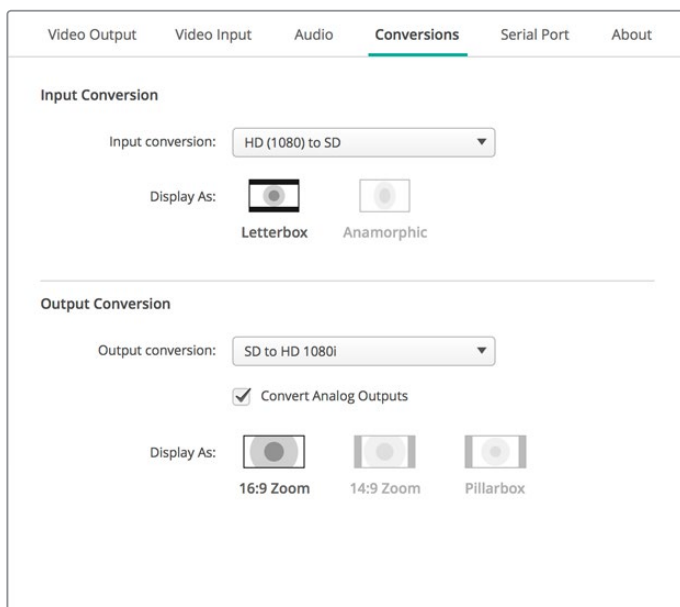 Video Output Video Input Audio Conversions Serial Port About
Input Conversion
Input conversion: HD (1080) to SD
Display As:
Letterbox Anamorphic
Output Conversion
Output conversion: SD to HD 1080i
Convert Analog Outputs
Display As:
16:9 Zoom 14:9 Zoom Pillarbox